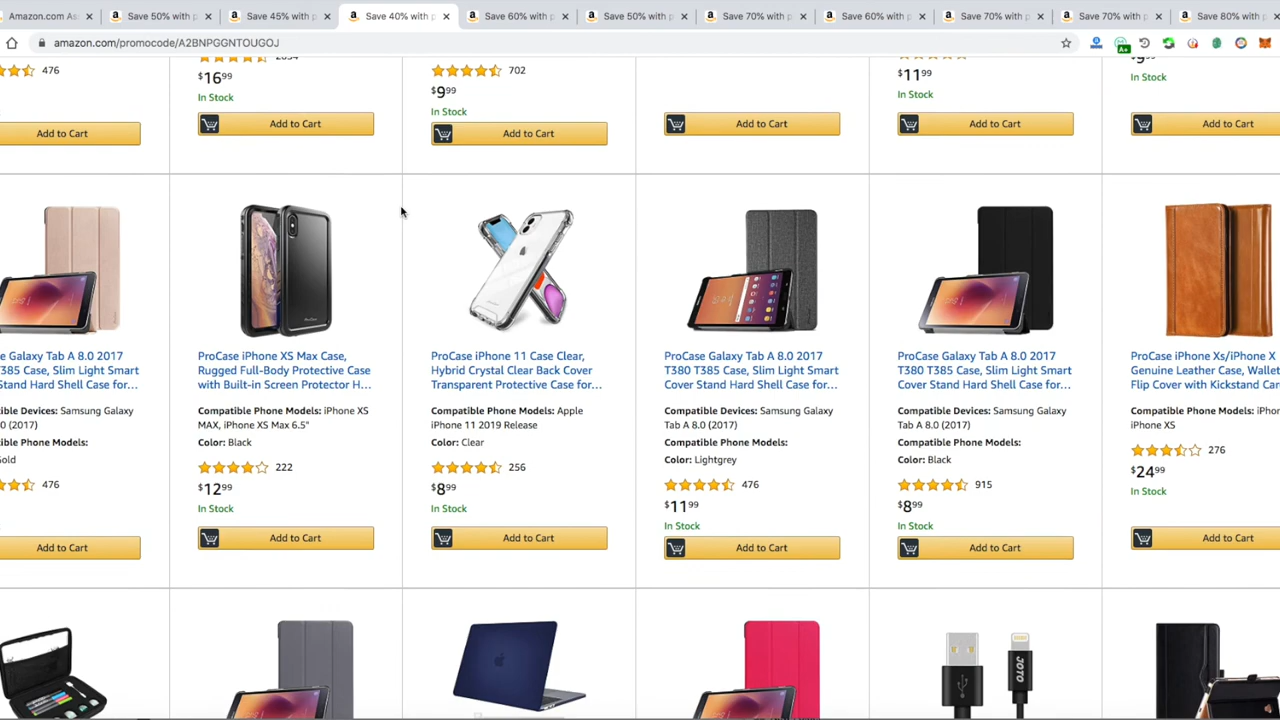 Amazon.com As
Save 50% with p
Save 45% with p
Save 40% with p
Save 60% with p
Save 50% with p
Save 70% with p
Save 60% with p
Save 70% with p
Save 70% with p
Save 80% with p
amazon.com/promocode/A2BNPGGNTOUGOJ
A+
476
$16.99
In Stock
Add to Cart
Add to Cart
702
$9.99
In Stock
Add to Cart
Add to Cart
$11.99
In Stock
Add to Cart
In Stock
Add to Cart
e Galaxy Tab A 8.0 2017
T385 Case, Slim Light Smart
Stand Hard Shell Case for...
ible Devices: Samsung Galaxy
.0 (2017)
ible Phone Models:
Gold
476
Add to Cart
ProCase iPhone XS Max Case,
Rugged Full-Body Protective Case
with Built-in Screen Protector H...
Compatible Phone Models: iPhone XS
MAX, iPhone XS Max 6.5"
Color: Black
222
$12.99
In Stock
Add to Cart
ProCase iPhone 11 Case Clear,
Hybrid Crystal Clear Back Cover
Transparent Protective Case for...
Compatible Phone Models: Apple
iPhone 11 2019 Release
Color: Clear
256
$8.99
In Stock
Add to Cart
ProCase Galaxy Tab A 8.0 2017
T380 T385 Case, Slim Light Smart
Cover Stand Hard Shell Case for...
Compatible Devices: Samsung Galaxy
Tab A 8.0 (2017)
Compatible Phone Models:
Color: Lightgrey
476
$11.99
In Stock
Add to Cart
ProCase Galaxy Tab A 8.0 2017
T380 T385 Case, Slim Light Smart
Cover Stand Hard Shell Case for...
Compatible Devices: Samsung Galaxy
Tab A 8.0 (2017)
Compatible Phone Models:
Color: Black
915
$8.99
In Stock
Add to Cart
ProCase iPhone Xs/iPhone X
Genuine Leather Case, Wallet
Flip Cover with Kickstand Car
Compatible Phone Models: iPho
iPhone XS
276
$24.99
In Stock
Add to Cart
JOTO